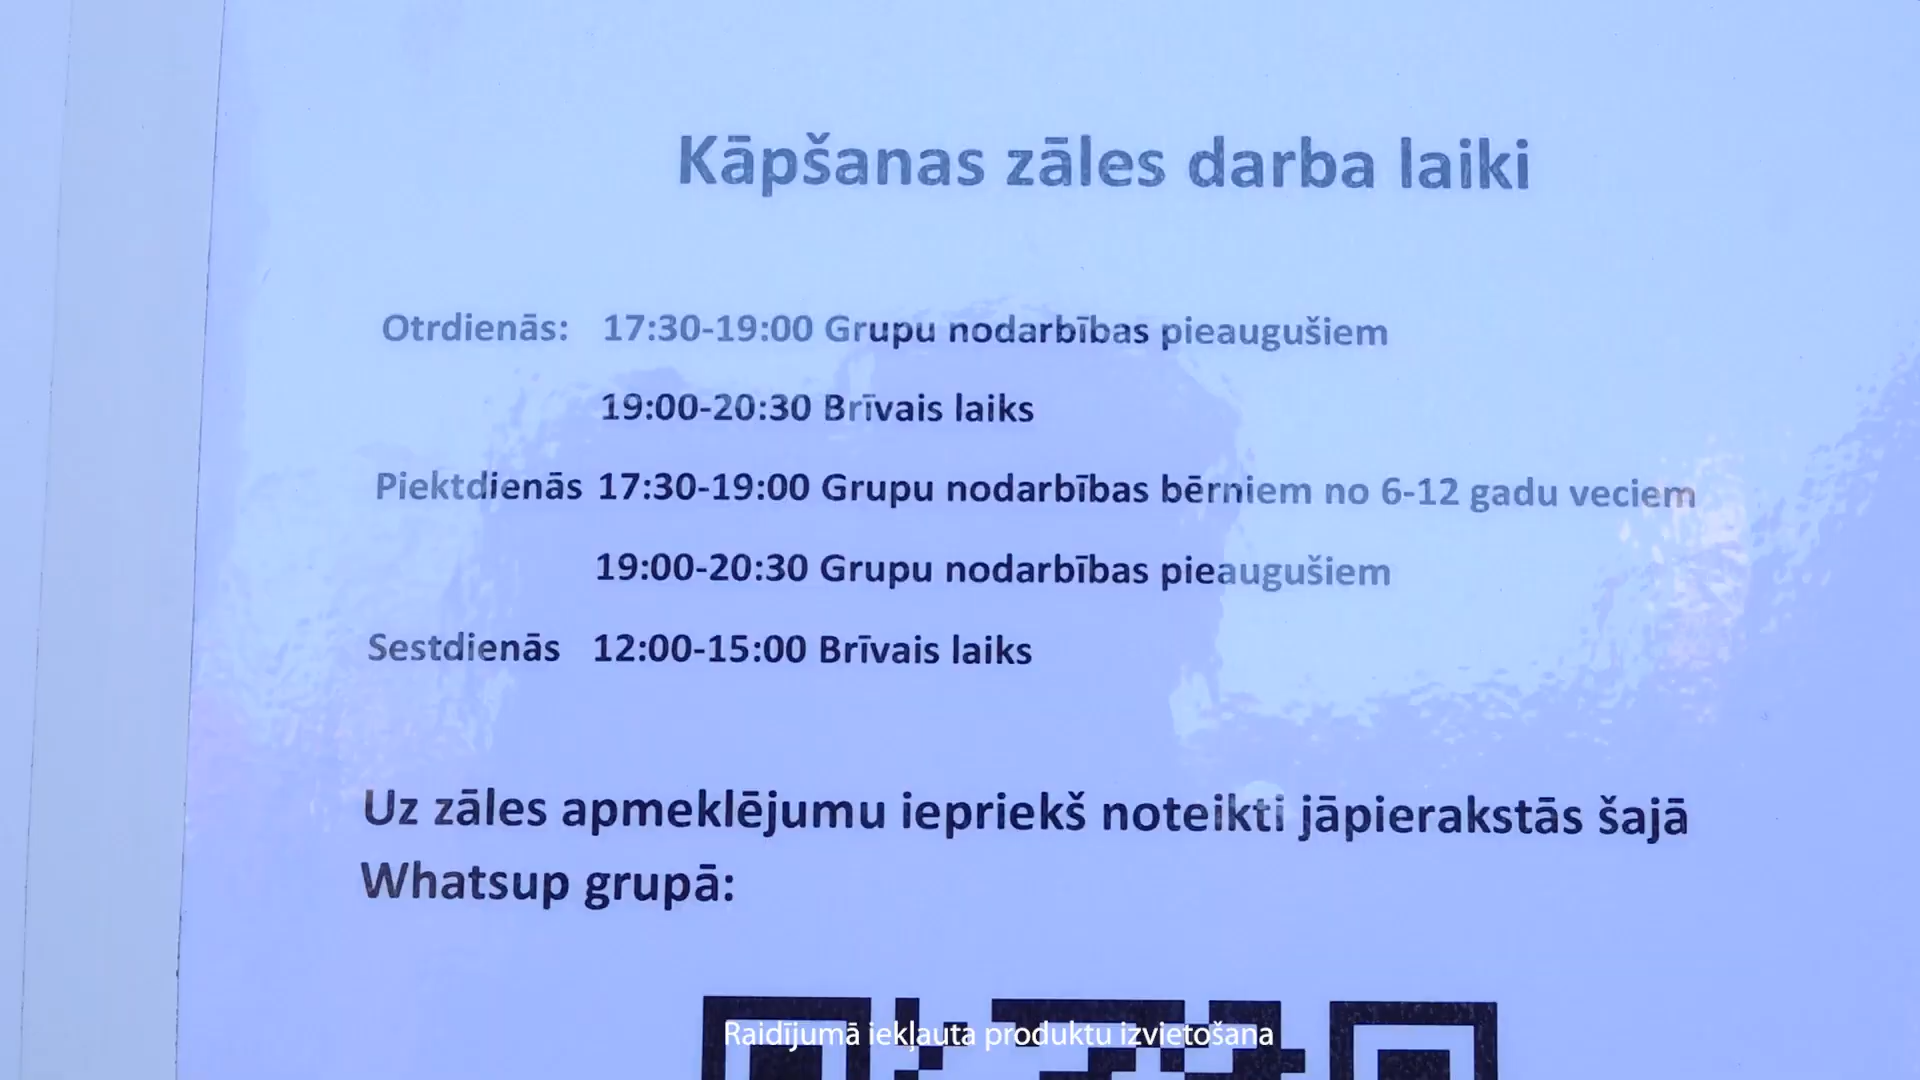 Kāpšanas zāles darba laiki
Otrdienās: 17:30-19:00 Grupu nodarbības pieaugušiem
19:00-20:30 Brīvais laiks
Piektdienās 17:30-19:00 Grupu nodarbības bērniem no 6-12 gadu veciem
19:00-20:30 Grupu nodarbības pieaugušiem
Sestdienās 12:00-15:00 Brīvais laiks
Uz zāles apmeklējumu iepriekš noteikti jāpierakstās šajā
Whatsup grupā:
Raidījumā iekļauta produktu izvietošana